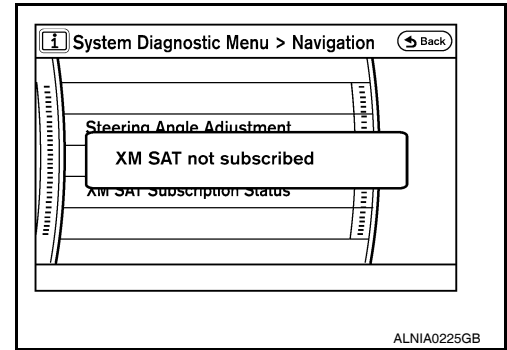 i System Diagnostic Menu > Navigation Back
Steering Angle Adjustment
XM SAT not subscribed
XM SAT Subscription Status
ALNIA0225GB